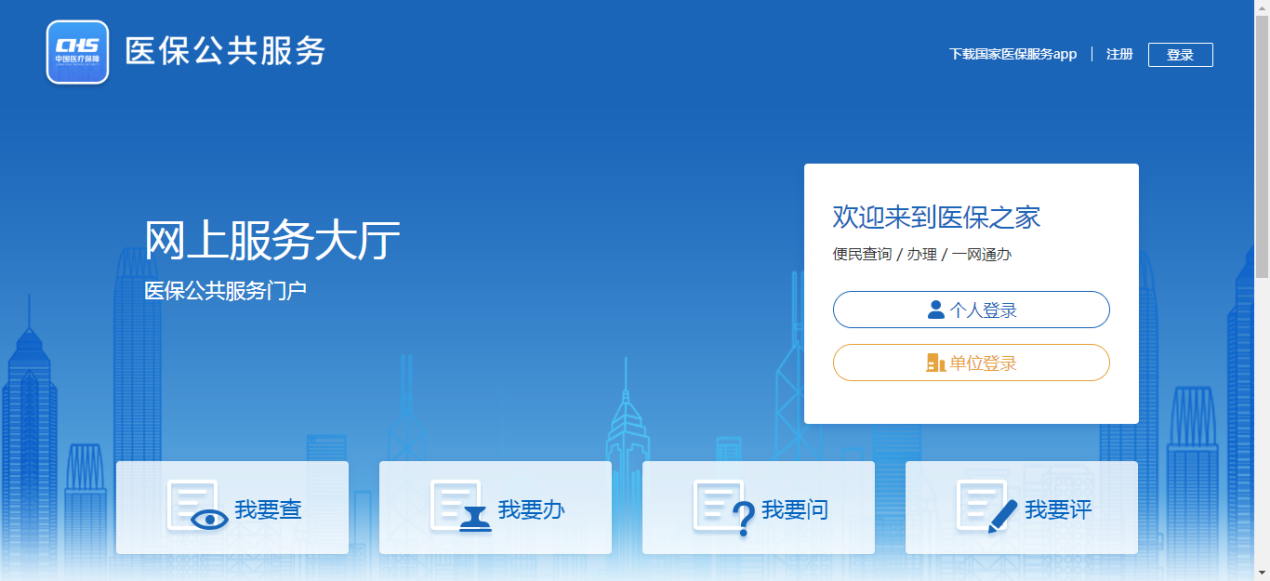 CHS
中国医疗保障
医保公共服务
下载国家医保服务app
注册
登录
网上服务大厅
医保公共服务门户
欢迎来到医保之家
便民查询 / 办理 / 一网通办
个人登录
单位登录
我要查
我要办
我要问
我要评